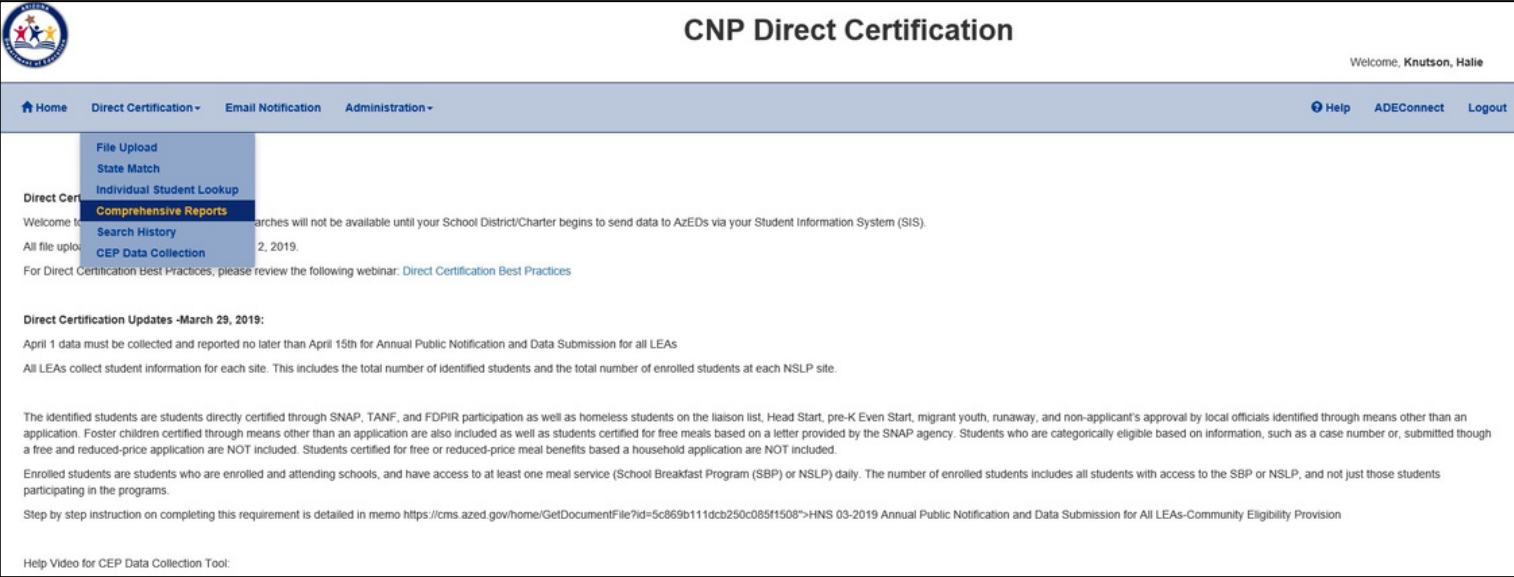 ARIZONA
Department of Education
CNP Direct Certification
Welcome, Knutson, Halie
Home Direct Certification Email Notification Administration Help ADEConnect Logout
File Upload
State Match
Individual Student Lookup
Comprehensive Reports
Search History
CEP Data Collection
Direct Cert
Welcome to arches will not be available until your School District/Charter begins to send data to AzEDs via your Student Information System (SIS).
All file uploa 2, 2019.
For Direct Certification Best Practices, please review the following webinar: Direct Certification Best Practices
Direct Certification Updates -March 29, 2019:
April 1 data must be collected and reported no later than April 15th for Annual Public Notification and Data Submission for all LEAs
All LEAs collect student information for each site. This includes the total number of identified students and the total number of enrolled students at each NSLP site.
The identified students are students directly certified through SNAP, TANF, and FDPIR participation as well as homeless students on the liaison list, Head Start, pre-K Even Start, migrant youth, runaway, and non-applicant's approval by local officials identified through means other than an
application. Foster children certified through means other than an application are also included as well as students certified for free meals based on a letter provided by the SNAP agency. Students who are categorically eligible based on information, such as a case number or, submitted though
a free and reduced-price application are NOT included. Students certified for free or reduced-price meal benefits based a household application are NOT included.
Enrolled students are students who are enrolled and attending schools, and have access to at least one meal service (School Breakfast Program (SBP) or NSLP) daily. The number of enrolled students includes all students with access to the SBP or NSLP, and not just those students
participating in the programs.
Step by step instruction on completing this requirement is detailed in memo https://cms.azed.gov/home/GetDocumentFile?id=5c869b111dcb250c085f1508">HNS 03-2019 Annual Public Notification and Data Submission for All LEAs-Community Eligibility Provision
Help Video for CEP Data Collection Tool: